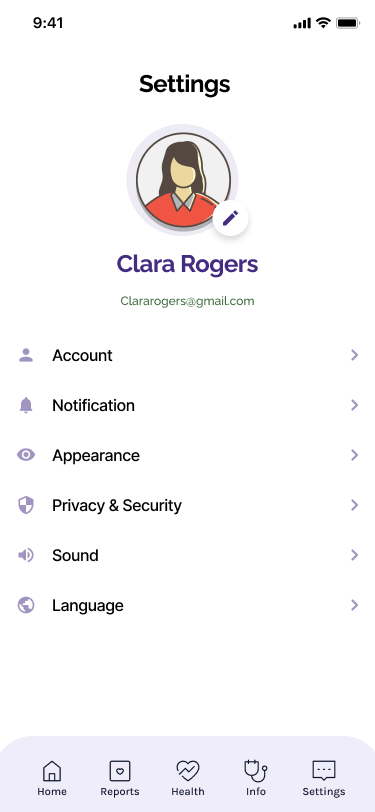 9:41
Settings
Clara Rogers
Clararogers@gmail.com
Account
Notification
Appearance
Privacy & Security
Sound
Language
Home Reports Health Info Settings